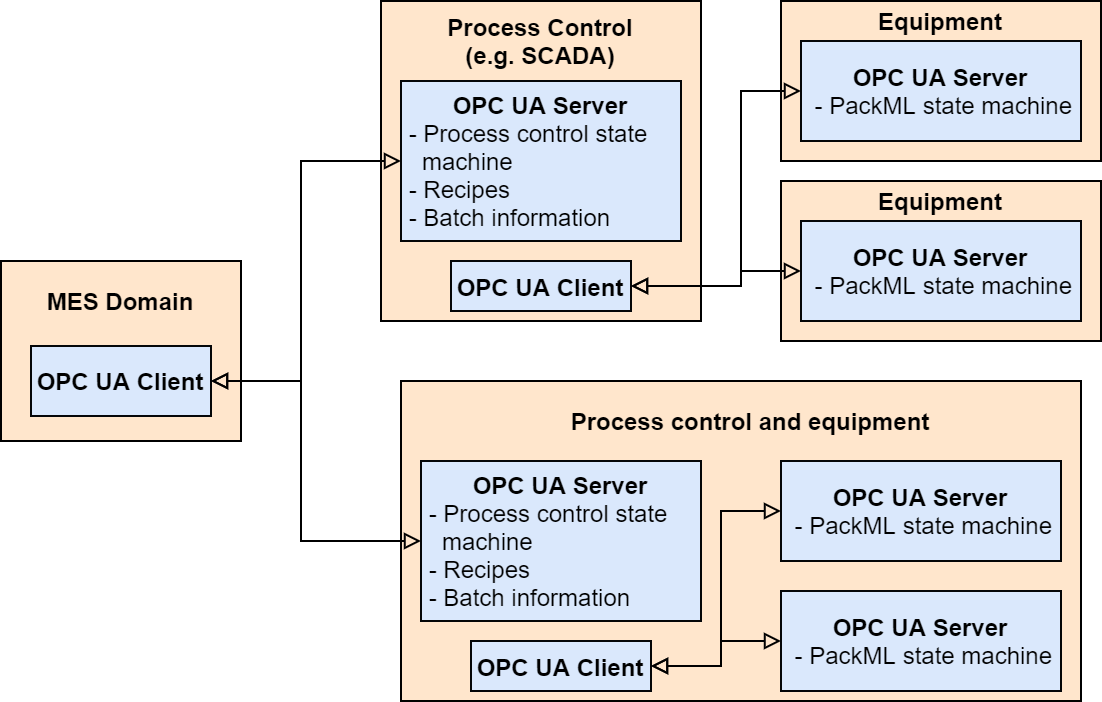 Process Control
(e.g. SCADA)
OPC UA Server
- Process control state
machine
- Recipes
- Batch information
OPC UA Client
Equipment
OPC UA Server
- PackML state machine
Equipment
OPC UA Server
- PackML state machine
MES Domain
OPC UA Client
Process control and equipment
OPC UA Server
- Process control state
machine
- Recipes
- Batch information
OPC UA Client
OPC UA Server
- PackML state machine
OPC UA Server
- PackML state machine